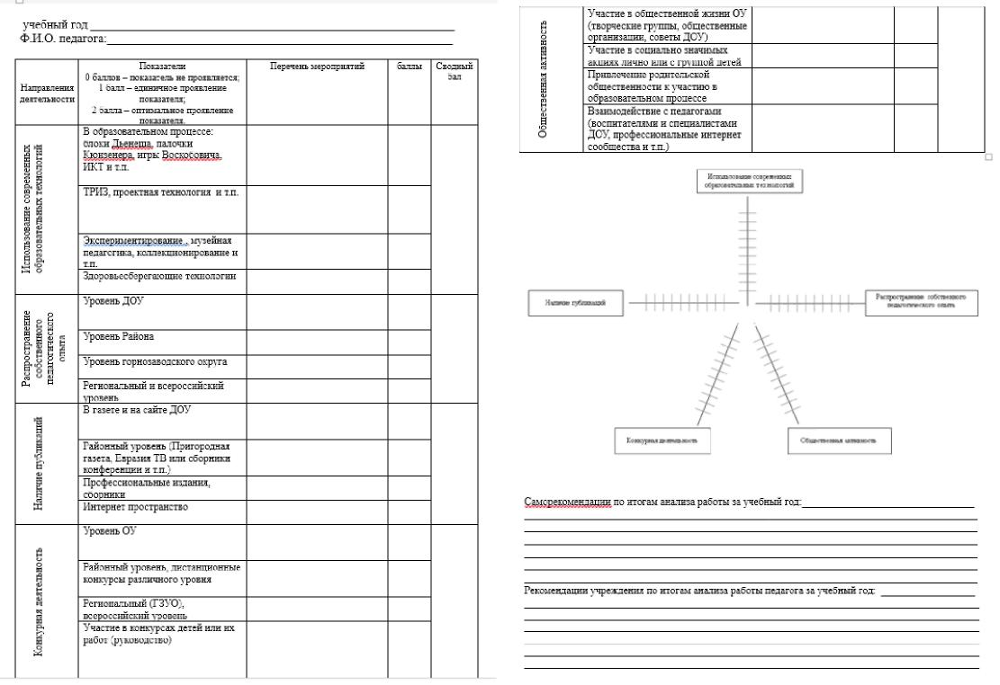 учебный год
Ф.И.О. педагога:
Направления
деятельности
Показатели
0 баллов – показатель не проявляется;
1 балл – единичное проявление
показателя;
2 балла – оптимальное проявление
показателя.
Перечень мероприятий
баллы
Сводный
бал
Использование современных
образовательных технологий
В образовательном процессе:
блоки Дьенеша, палочки
Кюизенера, игры Воскосовича,
ИКТ и т.п.
ТРИЗ, проектная технология и т.п.
Экспериментирование , музейная
педагогика, коллекционирование и
т.п.
Здоровьесберегающие технологии
Распространение
собственного
педагогического
опыта
Уровень ДОУ
Уровень Района
Уровень горнозаводского округа
Региональный и всероссийский
уровень
Наличие публикаций
В газете и на сайте ДОУ
Районный уровень (Пригородная
газета, Евразия ТВ или сборники
конференции и т.п.)
Профессиональные издания,
сборники
Интернет пространство
Конкурная деятельность
Уровень ОУ
Районный уровень, дистанционные
конкурсы различного уровня
Региональный (ГЗУО),
всероссийский уровень
Участие в конкурсах детей или их
работ (руководство)
Общественная активность
Участие в общественной жизни ОУ
(творческие группы, общественные
организации, советы ДОУ)
Участие в социально значимых
акциях лично или с группой детей
Привлечение родительской
общественности к участию в
образовательном процессе
Взаимодействие с педагогами
(воспитателями и специалистами
ДОУ, профессиональные интернет
сообщества и т.п.)
Использование современных
образовательных технологий
Наличие публикаций
Распространение собственного
педагогического опыта
Конкурная деятельность
Общественная активность
Саморекомендации по итогам анализа работы за учебный год:
Рекомендации учреждения по итогам анализа работы педагога за учебный год: